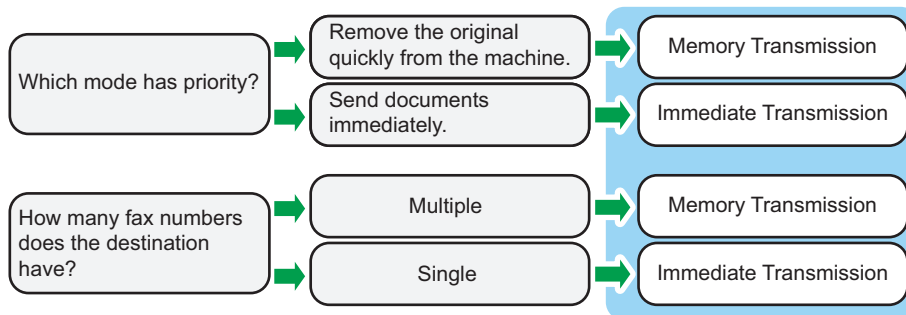 Which mode has priority?
Remove the original
quickly from the machine.
Memory Transmission
Send documents
immediately.
Immediate Transmission
How many fax numbers
does the destination
have?
Multiple
Memory Transmission
Single
Immediate Transmission